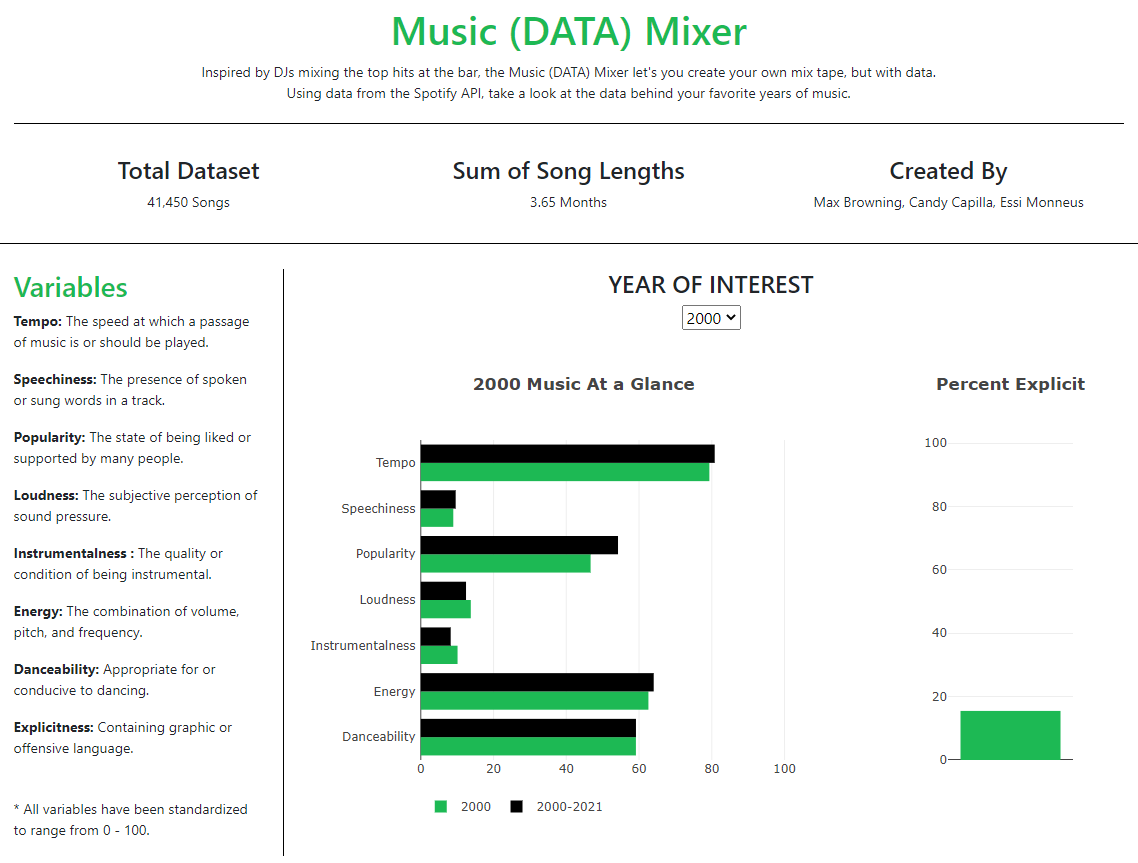 Music (DATA) Mixer
Inspired by DJs mixing the top hits at the bar, the Music (DATA) Mixer let's you create your own mix tape, but with data.
Using data from the Spotify API, take a look at the data behind your favorite years of music.
Total Dataset
41,450 Songs
Sum of Song Lengths
3.65 Months
Created By
Max Browning, Candy Capilla, Essi Monneus
Variables
Tempo: The speed at which a passage
of music is or should be played.
Speechiness: The presence of spoken
or sung words in a track.
Popularity: The state of being liked or
supported by many people.
Loudness: The subjective perception of
sound pressure.
Instrumentalness : The quality or
condition of being instrumental.
Energy: The combination of volume,
pitch, and frequency.
Danceability: Appropriate for or
conducive to dancing.
Explicitness: Containing graphic or
offensive language.
* All variables have been standardized
to range from 0 - 100.
YEAR OF INTEREST
2000
2000 Music At a Glance
Tempo
Speechiness
Popularity
Loudness
Instrumentalness
Energy
Danceability
0 20 40 60 80 100
2000 2000-2021
Percent Explicit
100
80
60
40
20
0